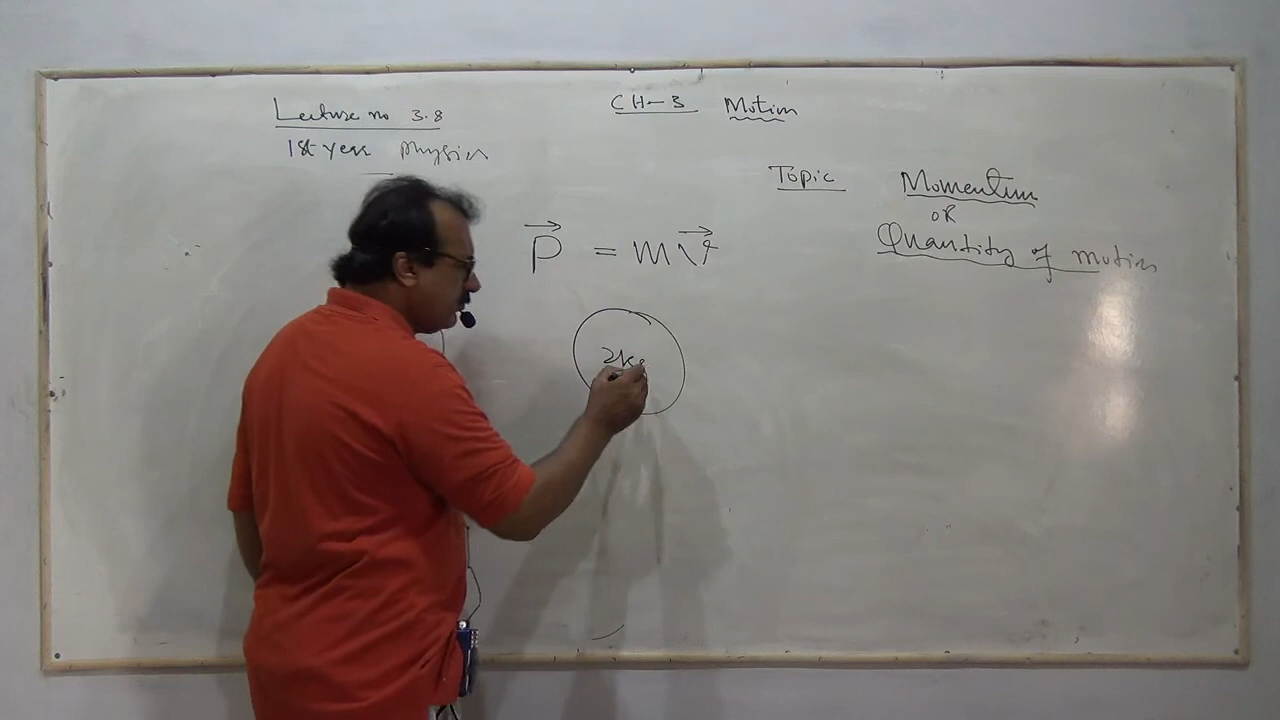 Lecture no 3.8
1st year physics
CH-3 Motion
Topic Momentum
OR
Quantity of motion
P = mv
2kg